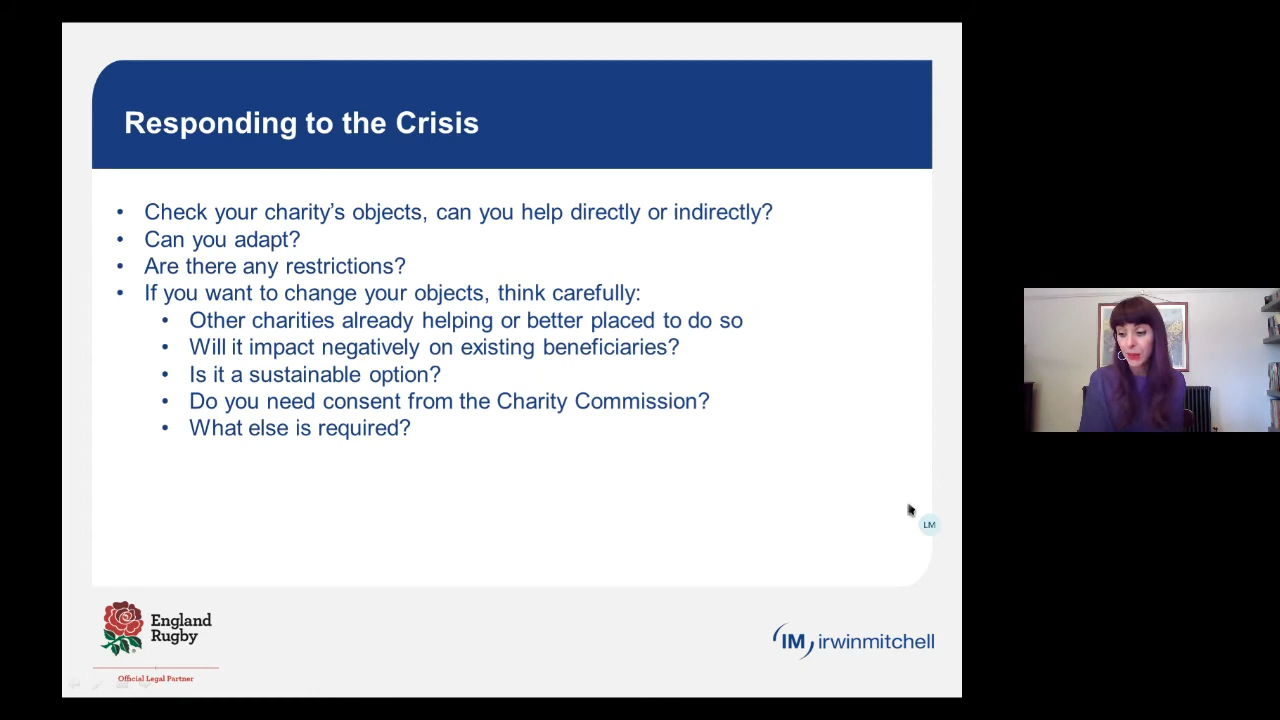 Responding to the Crisis
• Check your charity’s objects, can you help directly or indirectly?
• Can you adapt?
• Are there any restrictions?
• If you want to change your objects, think carefully:
• Other charities already helping or better placed to do so
• Will it impact negatively on existing beneficiaries?
• Is it a sustainable option?
• Do you need consent from the Charity Commission?
• What else is required?
LM
England
Rugby
Official Legal Partner
IM irwinmitchell